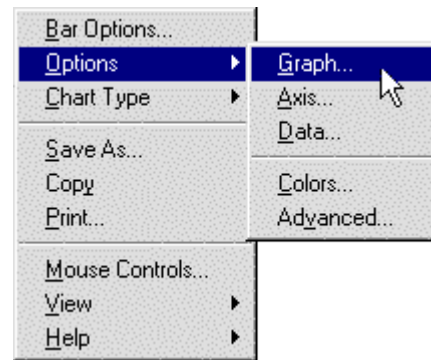 Bar Options...
Options
Chart Type
Save As...
Copy
Print...
Mouse Controls...
View
Help
Graph...
Axis...
Data...
Colors...
Advanced...